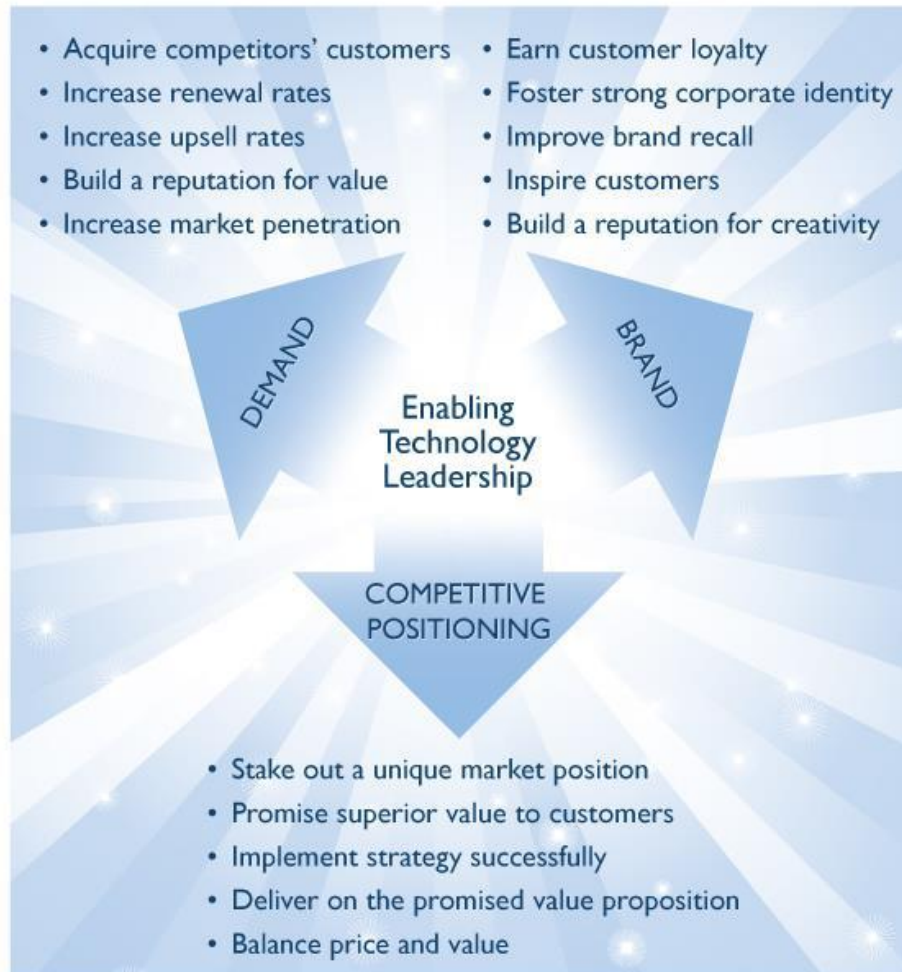 • Acquire competitors’ customers
• Increase renewal rates
• Increase upsell rates
• Build a reputation for value
• Increase market penetration
• Earn customer loyalty
• Foster strong corporate identity
• Improve brand recall
• Inspire customers
• Build a reputation for creativity
DEMAND
BRAND
Enabling
Technology
Leadership
COMPETITIVE
POSITIONING
• Stake out a unique market position
• Promise superior value to customers
• Implement strategy successfully
• Deliver on the promised value proposition
• Balance price and value